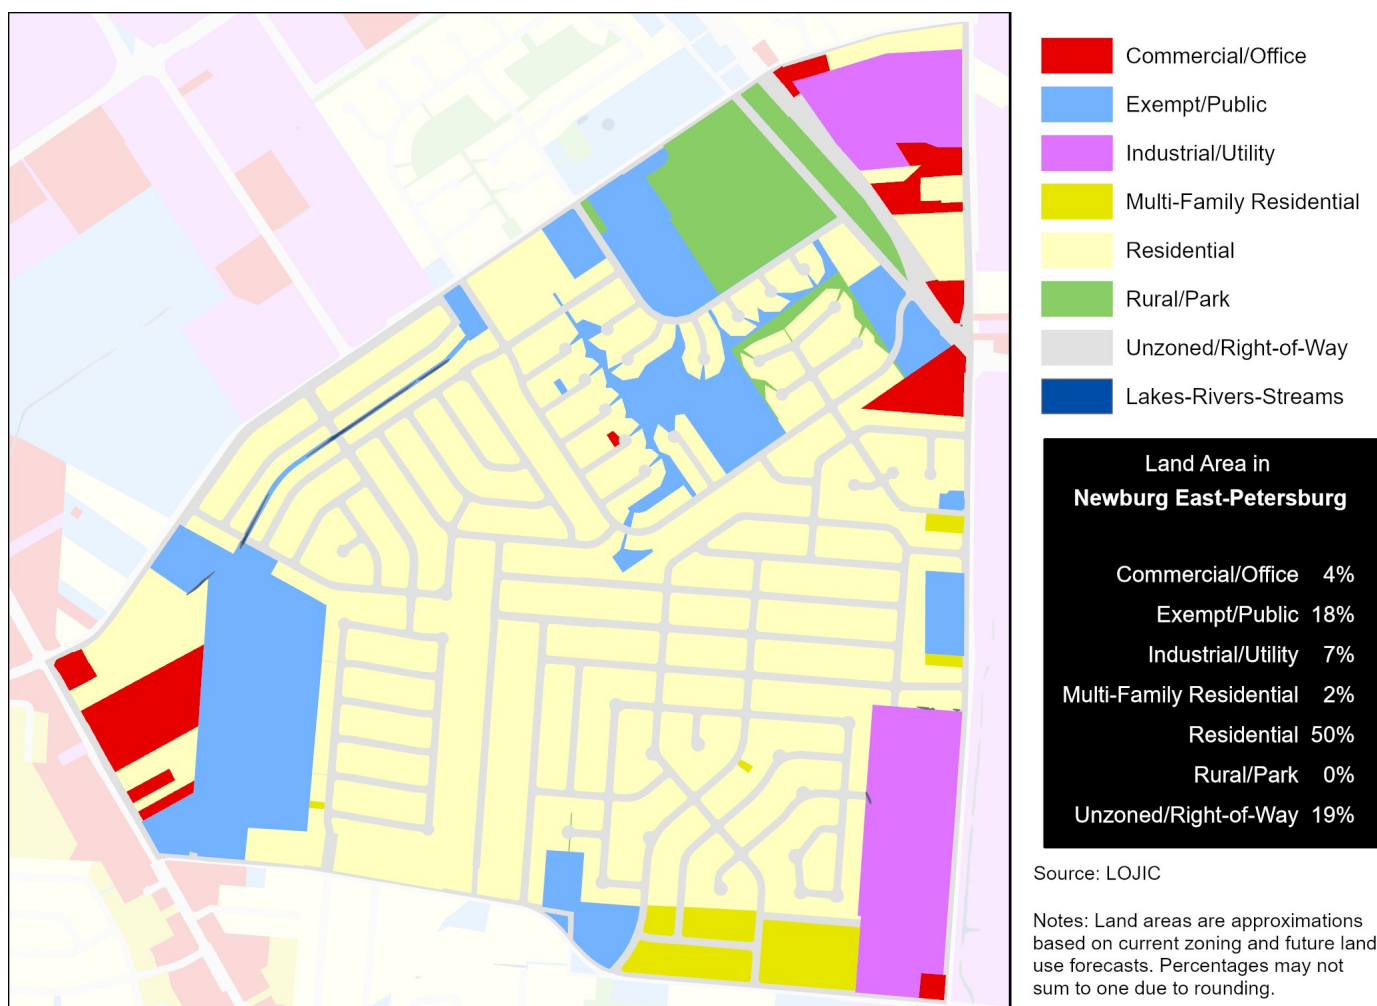 Commercial/Office
Exempt/Public
Industrial/Utility
Multi-Family Residential
Residential
Rural/Park
Unzoned/Right-of-Way
Lakes-Rivers-Streams
Land Area in
Newburg East-Petersburg
Commercial/Office 4%
Exempt/Public 18%
Industrial/Utility 7%
Multi-Family Residential 2%
Residential 50%
Rural/Park 0%
Unzoned/Right-of-Way 19%
Source: LOJIC
Notes: Land areas are approximations
based on current zoning and future land
use forecasts. Percentages may not
sum to one due to rounding.